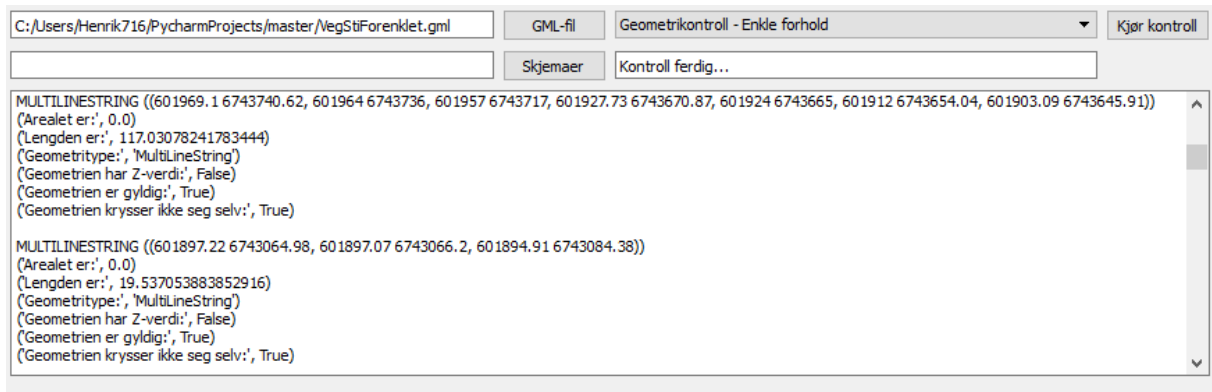 C:/Users/Henrik716/PycharmProjects/master/VegStiForenklet.gml GML-fil Geometrikontroll - Enkle forhold Kjør kontroll
Skjemaer Kontroll ferdig...
MULTILINESTRING ((601969.1 6743740.62, 601964 6743736, 601957 6743717, 601927.73 6743670.87, 601924 6743665, 601912 6743654.04, 601903.09 6743645.91))
('Arealet er:', 0.0)
('Lengden er:', 117.03078241783444)
('Geometritype:', 'MultiLineString')
('Geometrien har Z-verdi:', False)
('Geometrien er gyldig:', True)
('Geometrien krysser ikke seg selv:', True)
MULTILINESTRING ((601897.22 6743064.98, 601897.07 6743066.2, 601894.91 6743084.38))
('Arealet er:', 0.0)
('Lengden er:', 19.537053883852916)
('Geometritype:', 'MultiLineString')
('Geometrien har Z-verdi:', False)
('Geometrien er gyldig:', True)
('Geometrien krysser ikke seg selv:', True)